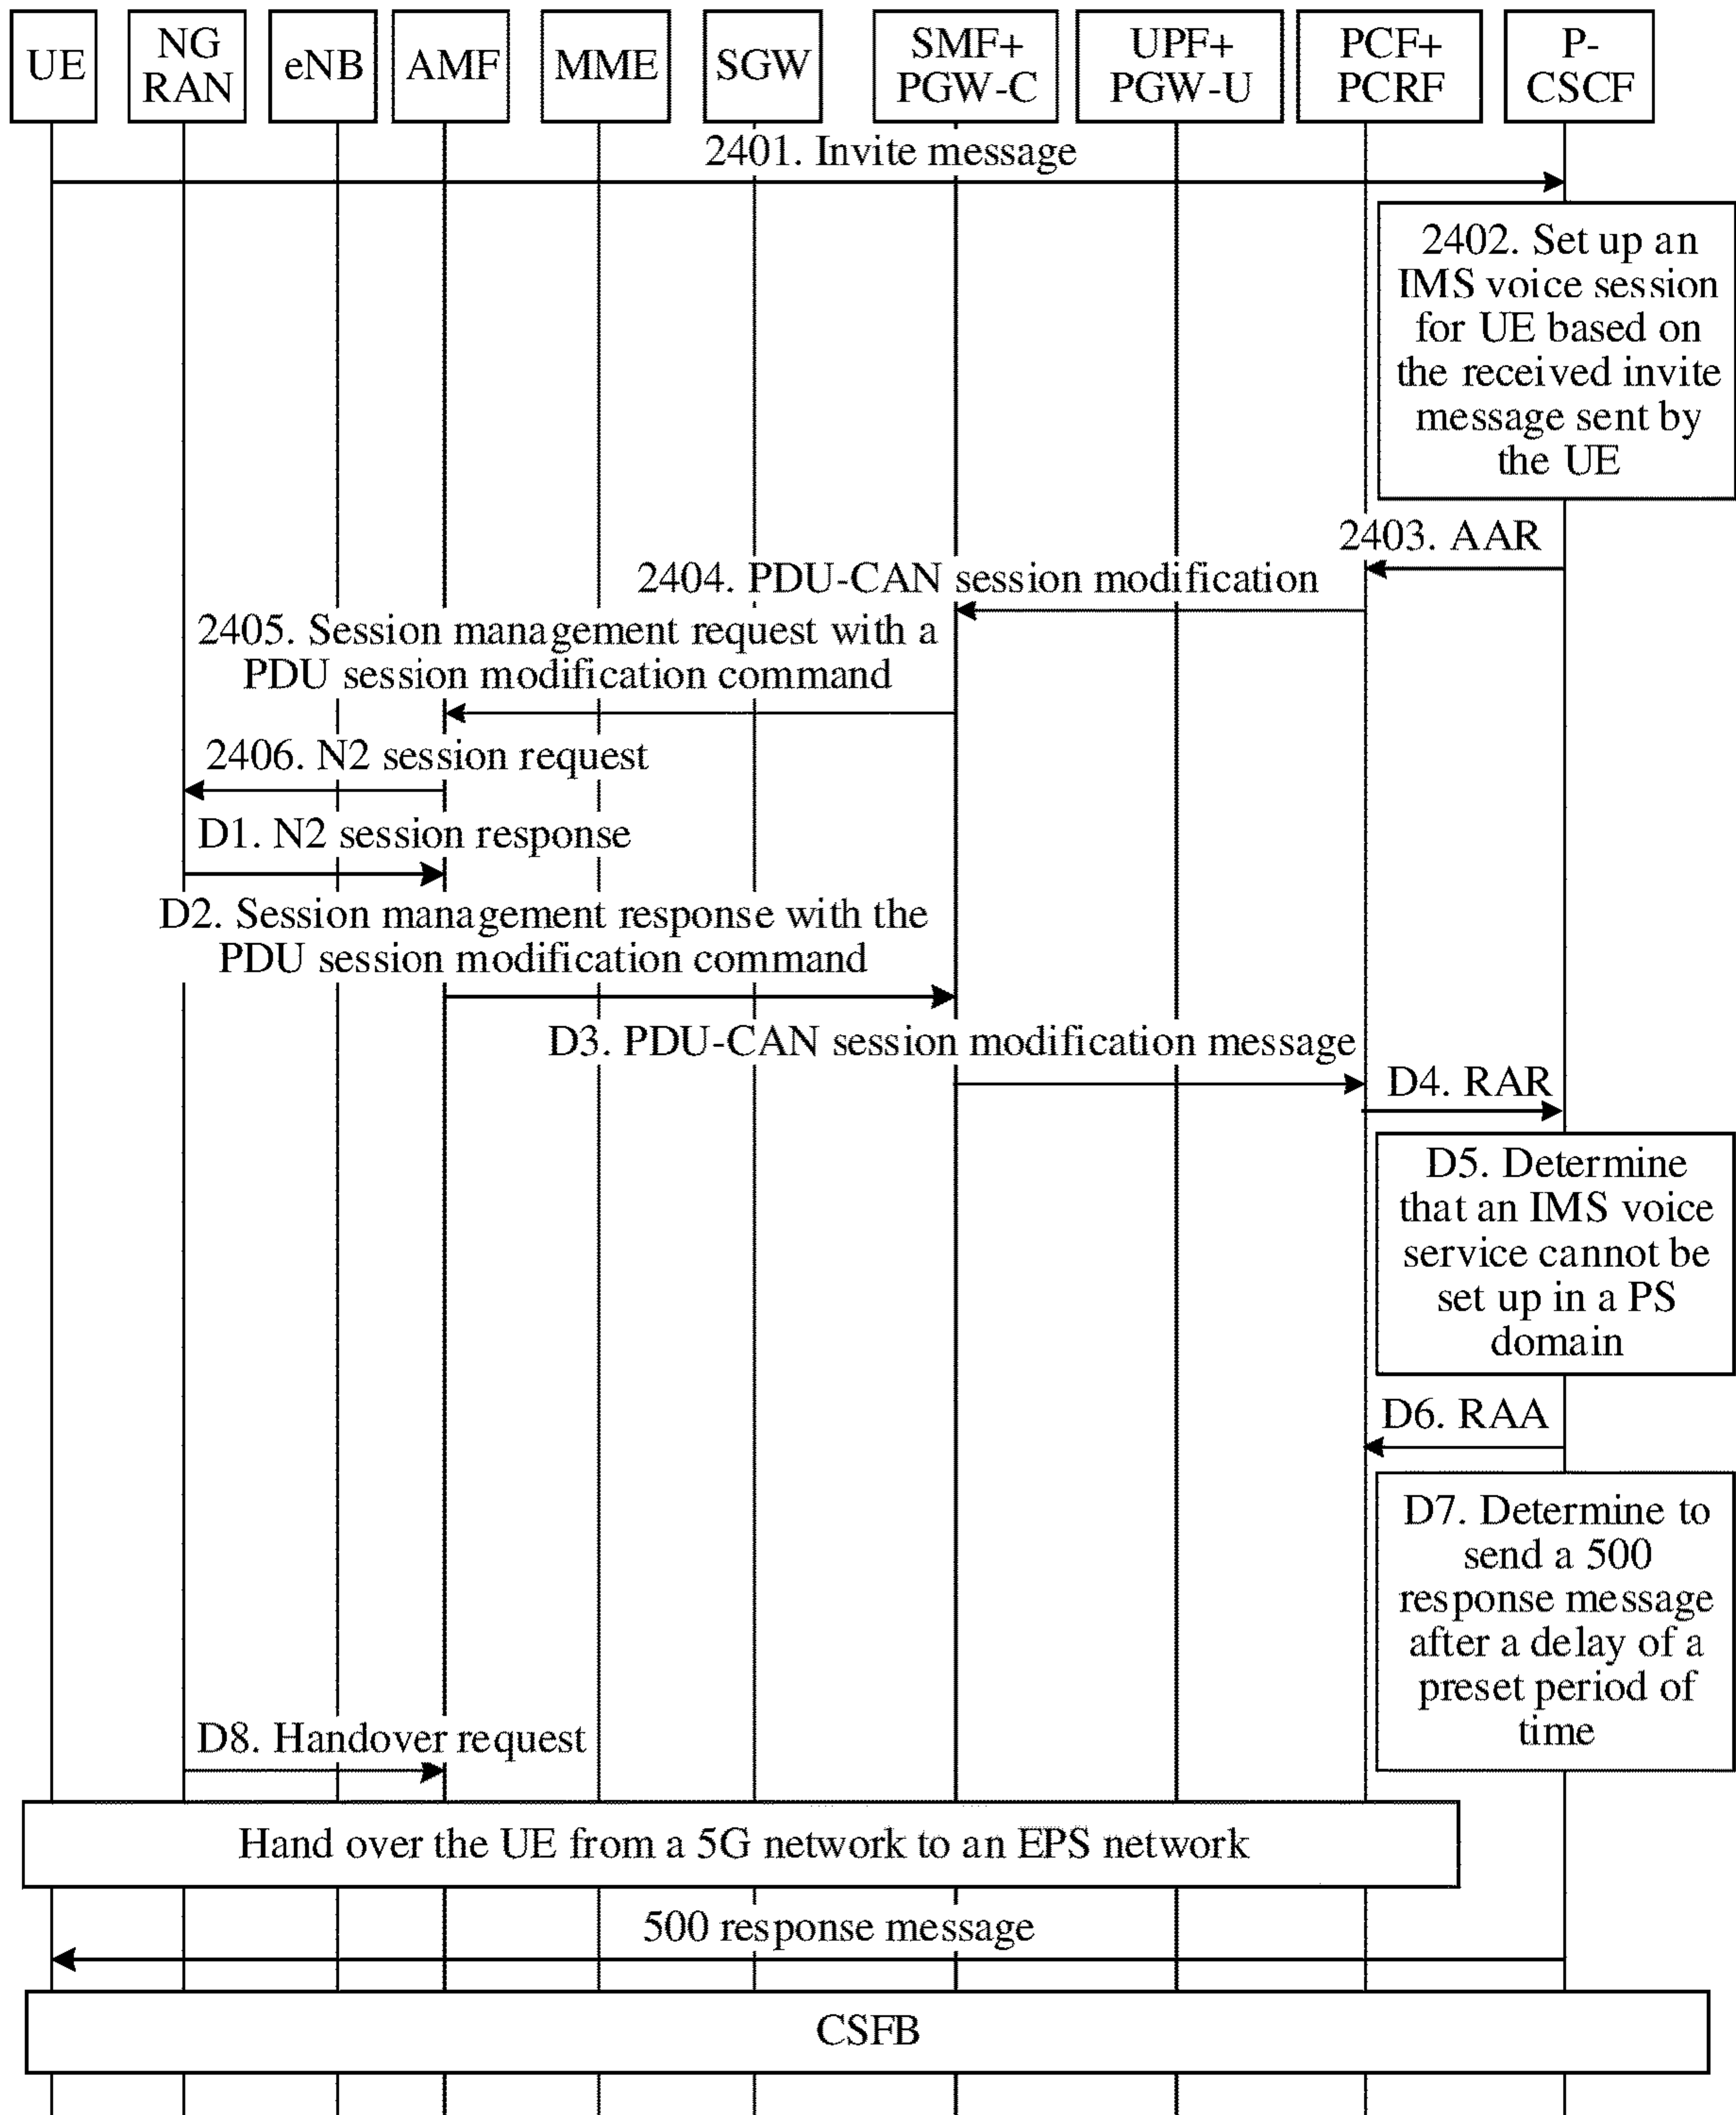 UE
NG
RAN
eNB
AMF
MME
SGW
SMF+
PGW-C
UPF+
PGW-U
PCF+
PCRF
P-
CSCF
2401. Invite message
2402. Set up an
IMS voice session
for UE based on
the received invite
message sent by
the UE
2403. AAR
2404. PDU-CAN session modification
2405. Session management request with a
PDU session modification command
2406. N2 session request
D1. N2 session response
D2. Session management response with the
PDU session modification command
D3. PDU-CAN session modification message
D4. RAR
D5. Determine
that an IMS voice
service cannot be
set up in a PS
domain
D6. RAA
D7. Determine to
send a 500
response message
after a delay of a
preset period of
time
D8. Handover request
Hand over the UE from a 5G network to an EPS network
500 response message
CSFB